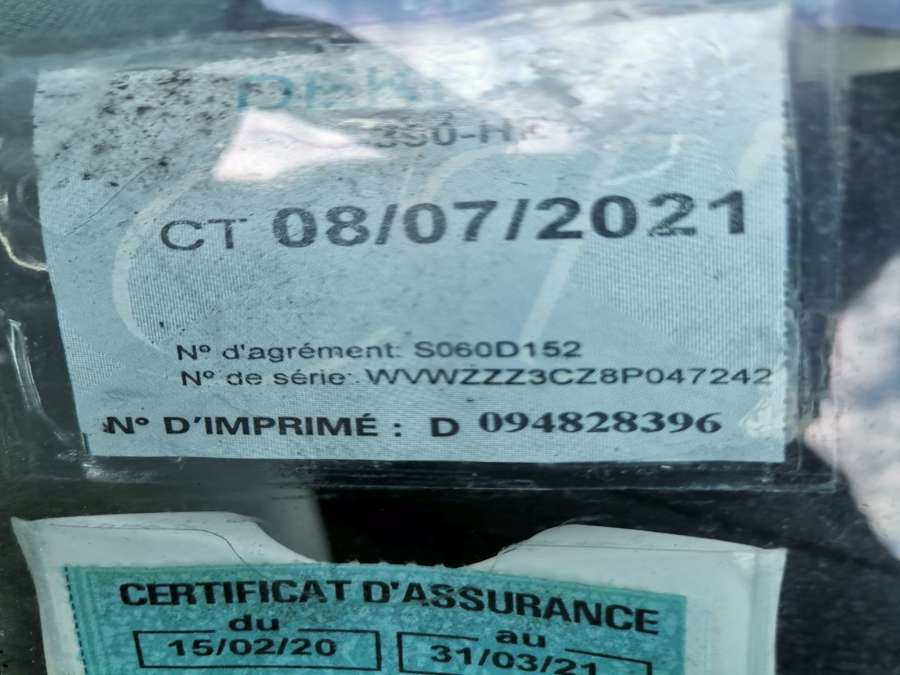 CT 08/07/2021
N° d'agrément: S060D152
N° de série: WVWZZZ3CZ8P047242
N° D'IMPRIMÉ : D 094828396
CERTIFICAT D'ASSURANCE
du au
15/02/20 31/03/21